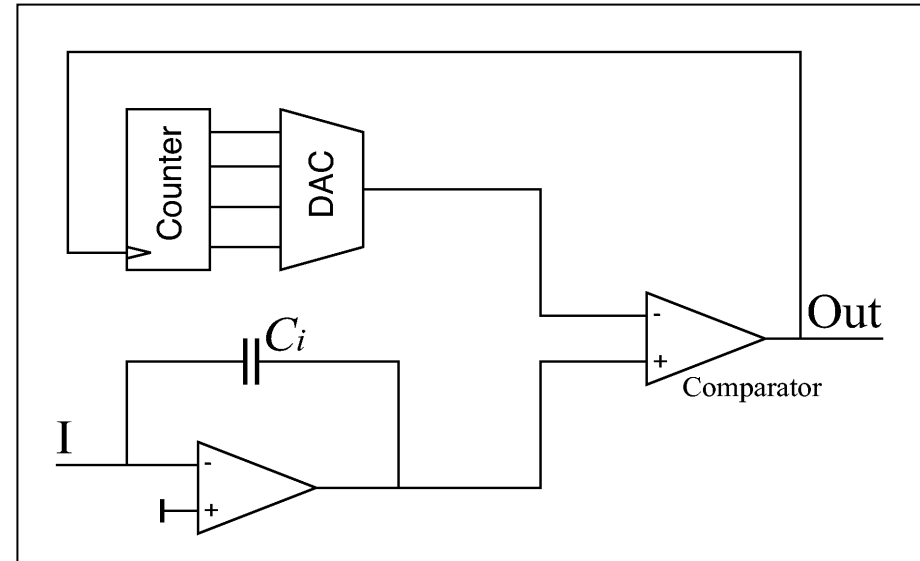 Counter
DAC
-
+
Out
Comparator
Ci
I
-
+